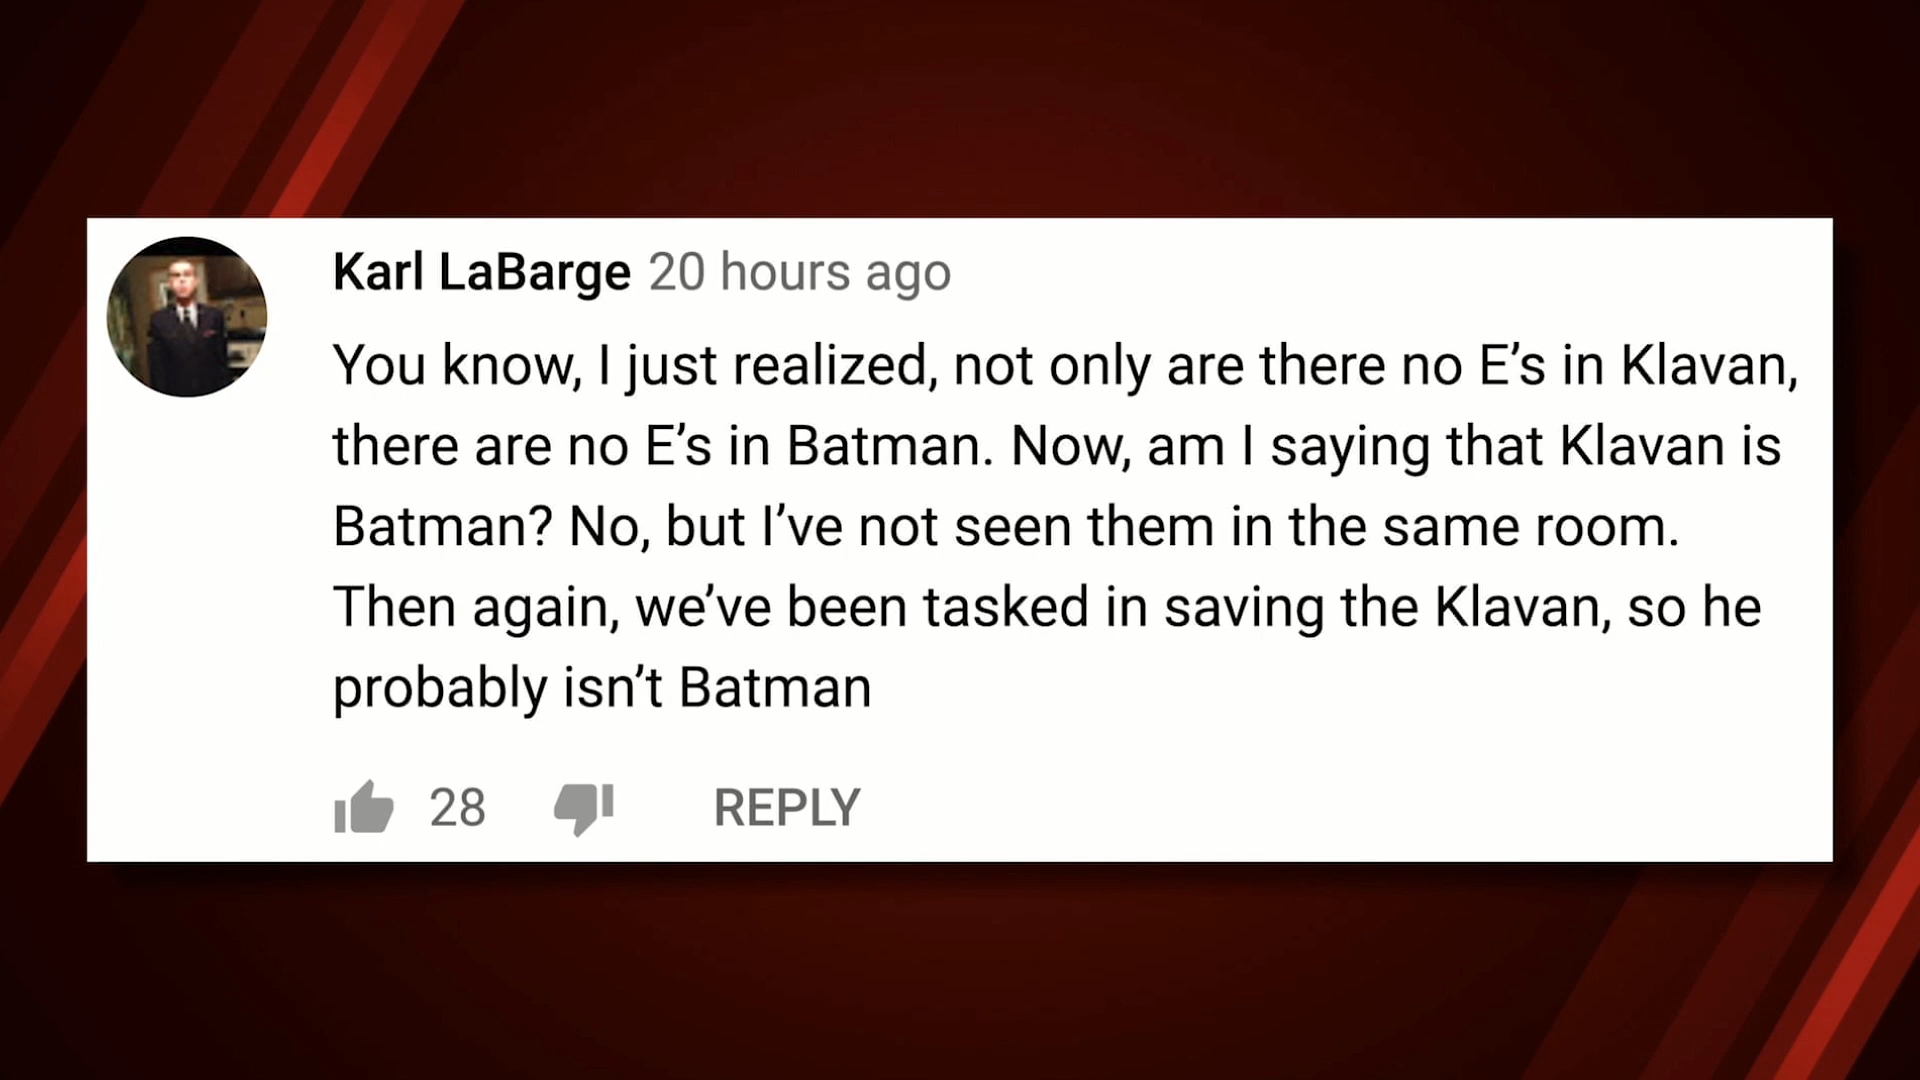 Karl LaBarge 20 hours ago
You know, I just realized, not only are there no E’s in Klavan,
there are no E’s in Batman. Now, am I saying that Klavan is
Batman? No, but I’ve not seen them in the same room.
Then again, we’ve been tasked in saving the Klavan, so he
probably isn’t Batman
28 REPLY